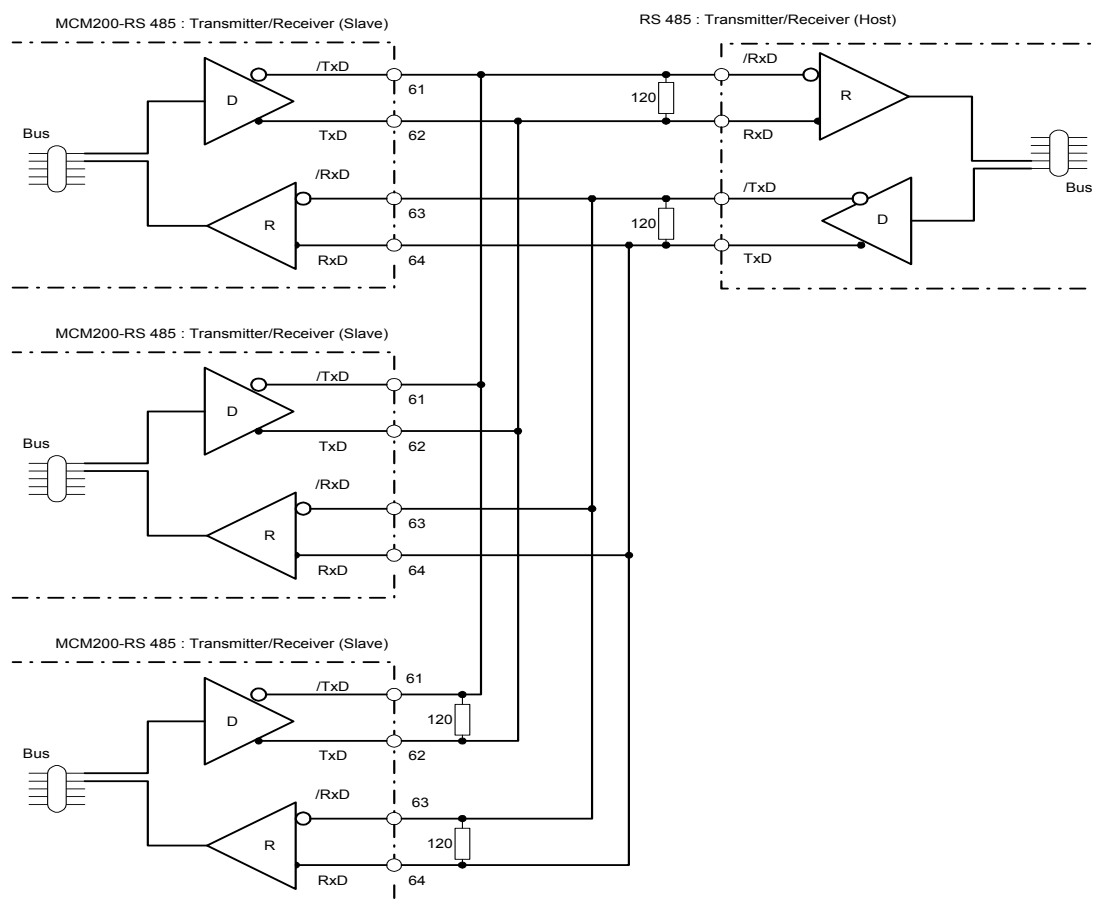 MCM200-RS 485 : Transmitter/Receiver (Slave)
RS 485 : Transmitter/Receiver (Host)
/TxD
61
D
TxD
62
Bus
/RxD
63
R
RxD
64
120
120
/RxD
R
RxD
/TxD
D
TxD
Bus
MCM200-RS 485 : Transmitter/Receiver (Slave)
/TxD
61
D
TxD
62
Bus
/RxD
63
R
RxD
64
MCM200-RS 485 : Transmitter/Receiver (Slave)
/TxD
61
D
120
TxD
62
Bus
/RxD
63
R
120
RxD
64